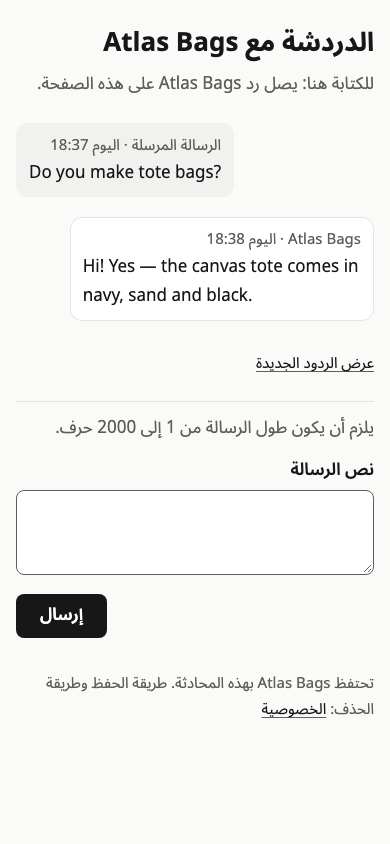 الدردشة مع Atlas Bags
للكتابة هنا: يصل رد Atlas Bags على هذه الصفحة.
الرسالة المرسلة · اليوم 18:37
Do you make tote bags?
Atlas Bags · اليوم 18:38
Hi! Yes — the canvas tote comes in
navy, sand and black.
عرض الردود الجديدة
يلزم أن يكون طول الرسالة من 1 إلى 2000 حرف.
نص الرسالة
إرسال
تحتفظ Atlas Bags بهذه المحادثة. طريقة الحفظ وطريقة
الحذف: الخصوصية